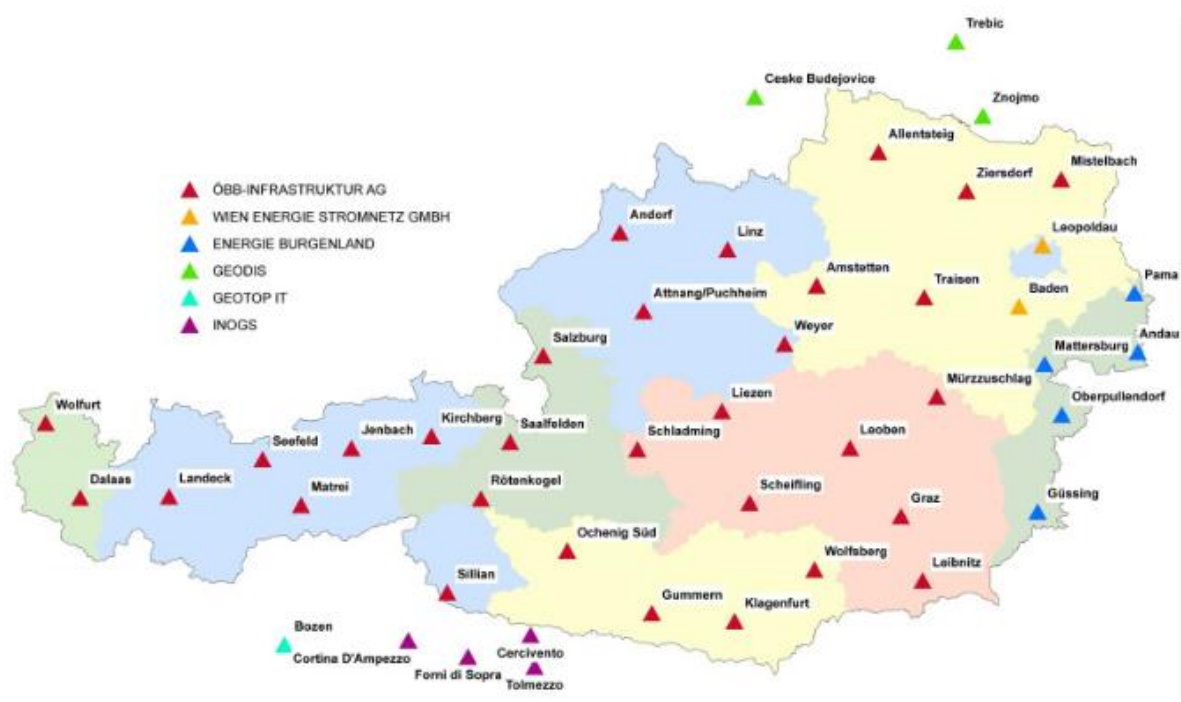 Trebic
Ceske Budejovice
Znojmo
Allentsteig
Mistelbach
Ziersdorf
ÖBB-INFRASTRUKTUR AG
WIEN ENERGIE STROMNETZ GMBH
ENERGIE BURGENLAND
GEODIS
GEOTOP IT
INOGS
Andorf
Linz
Leopoldau
Amstetten
Traisen
Baden
Pama
Attnang/Puchheim
Weyer
Salzburg
Mattersburg
Andau
Mürzzuschlag
Oberpullendorf
Liezen
Wolfurt
Seefeld
Jenbach
Kirchberg
Saalfelden
Schladming
Leoben
Dalaas
Landeck
Matrei
Rötenkogel
Scheifling
Graz
Güssing
Ochenig Süd
Wolfsberg
Sillian
Leibnitz
Gummern
Klagenfurt
Bozen
Cortina D'Ampezzo
Cercivento
Forni di Sopra
Tolmezzo